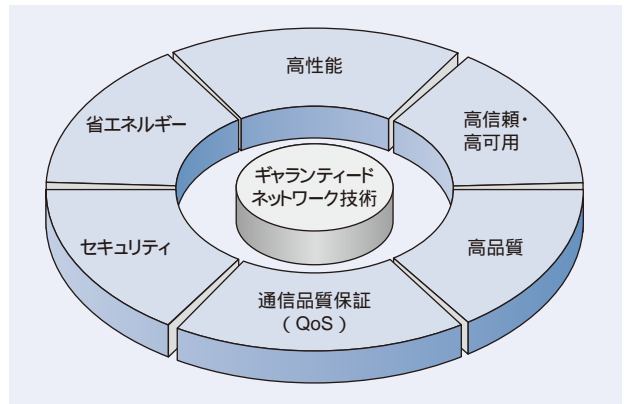 高性能
高信頼・
高可用
高品質
通信品質保証
（QoS）
セキュリティ
省エネルギー
ギャランティード
ネットワーク技術